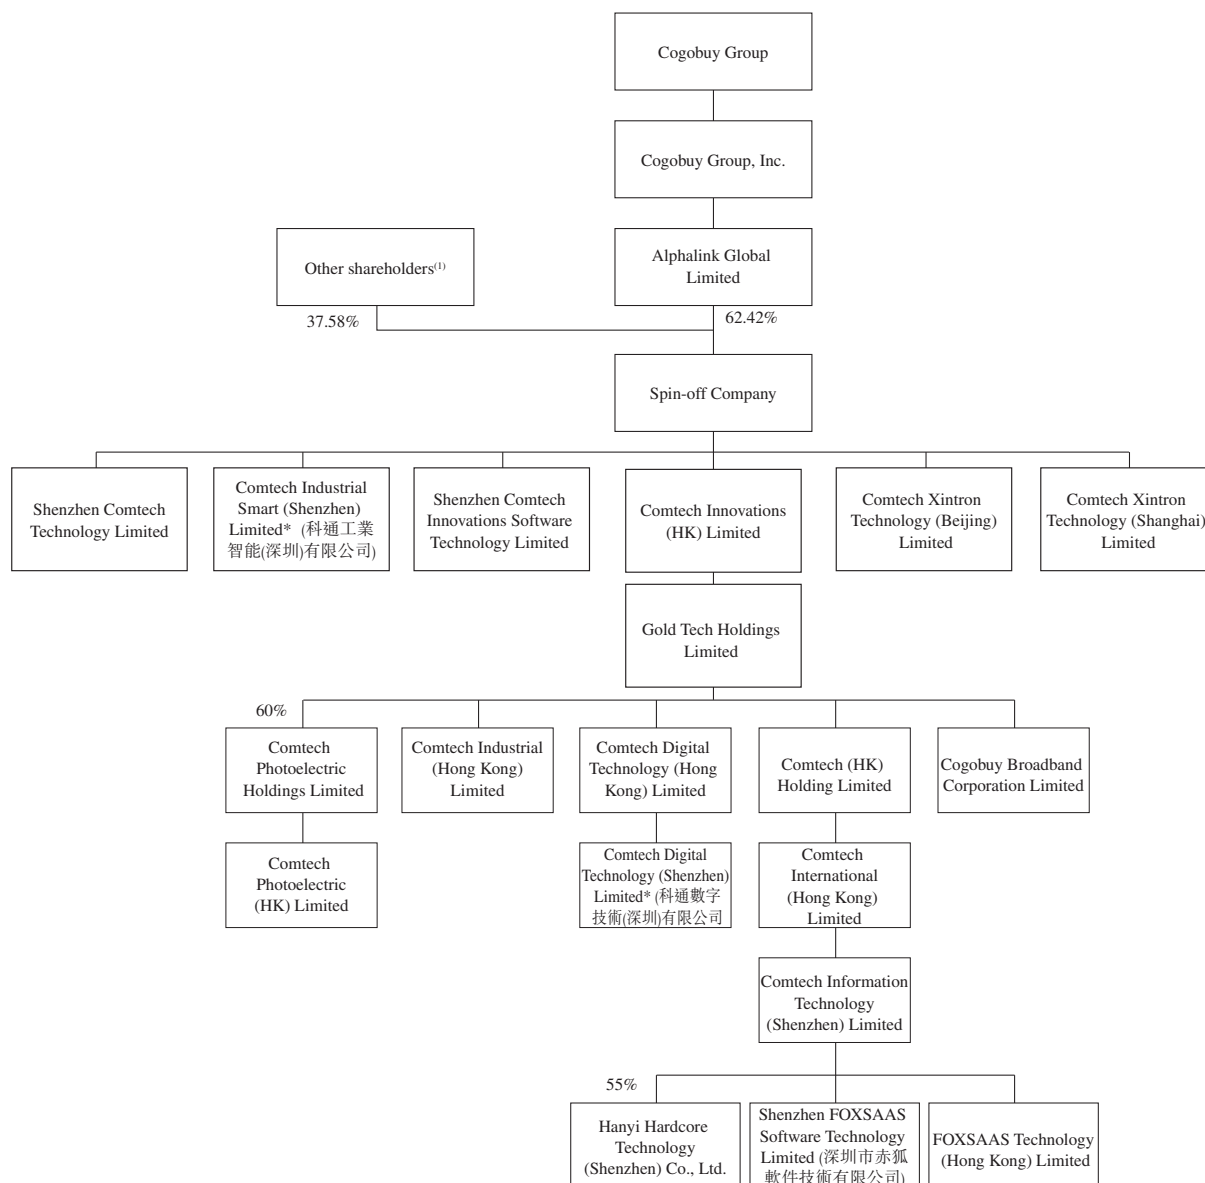 Cogobuy Group
Cogobuy Group, Inc.
Other shareholders(1)
Alphalink Global
Limited
37.58%
62.42%
Spin-off Company
Shenzhen Comtech
Technology Limited
Comtech Industrial
Smart (Shenzhen)
Limited* (科通工業
智能(深圳)有限公司)
Shenzhen Comtech
Innovations Software
Technology Limited
Comtech Innovations
(HK) Limited
Comtech Xintron
Technology (Beijing)
Limited
Comtech Xintron
Technology (Shanghai)
Limited
Gold Tech Holdings
Limited
60%
Comtech
Photoelectric
Holdings Limited
Comtech Industrial
(Hong Kong)
Limited
Comtech Digital
Technology (Hong
Kong) Limited
Comtech (HK)
Holding Limited
Cogobuy Broadband
Corporation Limited
Comtech
Photoelectric
(HK) Limited
Comtech Digital
Technology (Shenzhen)
Limited* (科通數字
技術(深圳)有限公司
Comtech
International
(Hong Kong)
Limited
Comtech Information
Technology
(Shenzhen) Limited
55%
Hanyi Hardcore
Technology
(Shenzhen) Co., Ltd.
Shenzhen FOXSAAS
Software Technology
Limited (深圳市赤狐
軟件技術有限公司)
FOXSAAS Technology
(Hong Kong) Limited